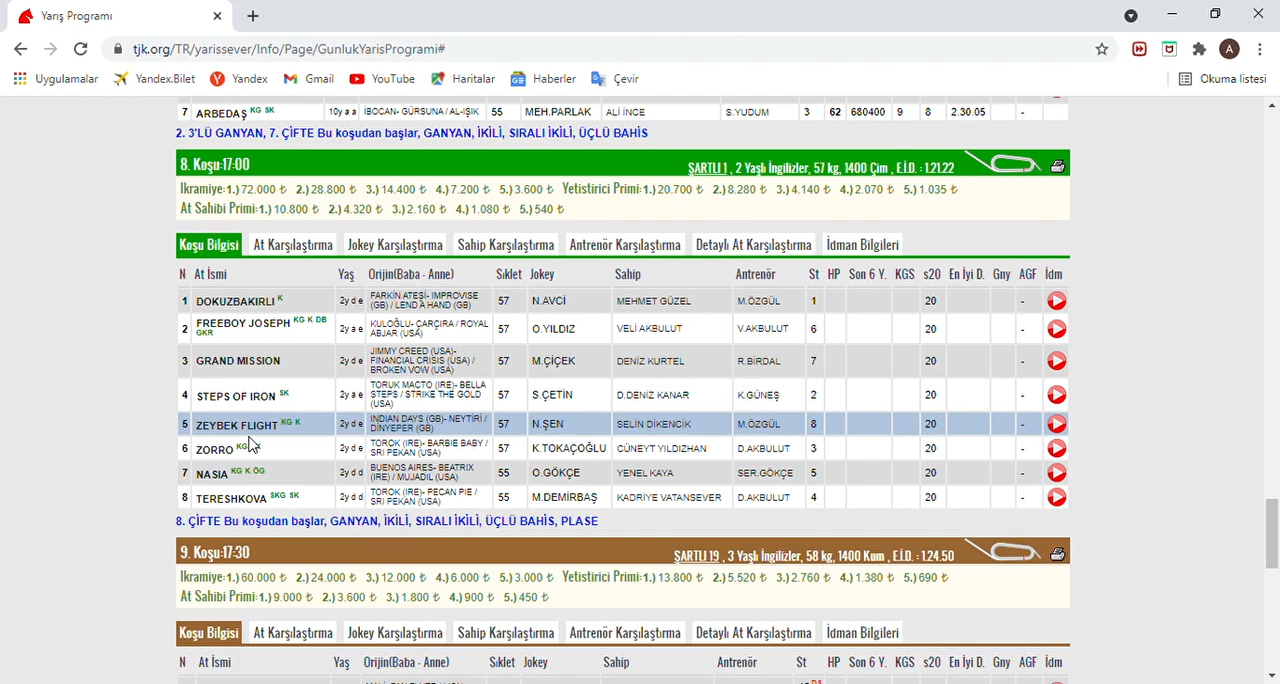 Yarış Programı
tjk.org/TR/yarissever/Info/Page/GunlukYarisProgrami#
A
Uygulamalar Yandex.Bilet Yandex Gmail YouTube Haritalar Haberler Çevir Okuma listesi
7 ARBEDAŞ KG SK 10y a a İBOCAN- GÜRSUNA / AL-IŞIK 55 MEH.PARLAK ALİ İNCE S.YUDUM 3 62 680400 9 8 2.30.05 -
2. 3'LÜ GANYAN, 7. ÇİFTE Bu koşudan başlar, GANYAN, İKİLİ, SIRALI İKİLİ, ÜÇLÜ BAHİS
8. Koşu:17:00 ŞARTLI 1 , 2 Yaşlı İngilizler, 57 kg, 1400 Çim , E.İ.D. : 1.21.22
Ikramiye:1.) 72.000 ₺ 2.) 28.800 ₺ 3.) 14.400 ₺ 4.) 7.200 ₺ 5.) 3.600 ₺ Yetistirici Primi:1.) 20.700 ₺ 2.) 8.280 ₺ 3.) 4.140 ₺ 4.) 2.070 ₺ 5.) 1.035 ₺
At Sahibi Primi:1.) 10.800 ₺ 2.) 4.320 ₺ 3.) 2.160 ₺ 4.) 1.080 ₺ 5.) 540 ₺
Koşu Bilgisi At Karşılaştırma Jokey Karşılaştırma Sahip Karşılaştırma Antrenör Karşılaştırma Detaylı At Karşılaştırma İdman Bilgileri
N At İsmi Yaş Orijin(Baba - Anne) Sıklet Jokey Sahip Antrenör St HP Son 6 Y. KGS s20 En İyi D. Gny AGF İdm
1 DOKUZBAKIRLI K 2y d e FARKİN ATEŞİ- IMPROVISE (GB) / LEND A HAND (GB) 57 N.AVCİ MEHMET GÜZEL M.ÖZGÜL 1 20 -
2 FREEBOY JOSEPH KG K DB GKR 2y a e KULOĞLU- ÇARÇIRA / ROYAL ABJAR (USA) 57 O.YILDIZ VELİ AKBULUT V.AKBULUT 6 20 -
3 GRAND MISSION 2y d e JIMMY CREED (USA)- FINANCIAL CRISIS (USA) / BROKEN VOW (USA) 57 M.ÇİÇEK DENİZ KURTEL R.BİRDAL 7 20 -
4 STEPS OF IRON SK 2y a e TORUK MACTO (IRE)- BELLA STEPS / STRIKE THE GOLD (USA) 57 S.ÇETİN D.DENİZ KANAR K.GÜNEŞ 2 20 -
5 ZEYBEK FLIGHT KG K 2y d e INDIAN DAYS (GB)- NEYTİRİ / DINYEPER (GB) 57 N.ŞEN SELİN DİKENCİK M.ÖZGÜL 8 20 -
6 ZORRO KG 2y d e TOROK (IRE)- BARBIE BABY / SRI PEKAN (USA) 57 K.TOKAÇOĞLU CÜNEYT YILDIZHAN D.AKBULUT 3 20 -
7 NASIA KG K ÖG 2y d d BUENOS AIRES- BEATRIX (IRE) / MUJADIL (USA) 55 O.GÖKÇE YENEL KAYA SER.GÖKÇE 5 20 -
8 TERESHKOVA SKG SK 2y d d TOROK (IRE)- PECAN PIE / SRI PEKAN (USA) 55 M.DEMİRBAŞ KADRİYE VATANSEVER D.AKBULUT 4 20 -
8. ÇİFTE Bu koşudan başlar, GANYAN, İKİLİ, SIRALI İKİLİ, ÜÇLÜ BAHİS, PLASE
9. Koşu:17:30 ŞARTLI 19 , 3 Yaşlı İngilizler, 58 kg, 1400 Kum , E.İ.D. : 1.24.50
Ikramiye:1.) 60.000 ₺ 2.) 24.000 ₺ 3.) 12.000 ₺ 4.) 6.000 ₺ 5.) 3.000 ₺ Yetistirici Primi:1.) 13.800 ₺ 2.) 5.520 ₺ 3.) 2.760 ₺ 4.) 1.380 ₺ 5.) 690 ₺
At Sahibi Primi:1.) 9.000 ₺ 2.) 3.600 ₺ 3.) 1.800 ₺ 4.) 900 ₺ 5.) 450 ₺
Koşu Bilgisi At Karşılaştırma Jokey Karşılaştırma Sahip Karşılaştırma Antrenör Karşılaştırma Detaylı At Karşılaştırma İdman Bilgileri
N At İsmi Yaş Orijin(Baba - Anne) Sıklet Jokey Sahip Antrenör St HP Son 6 Y. KGS s20 En İyi D. Gny AGF İdm